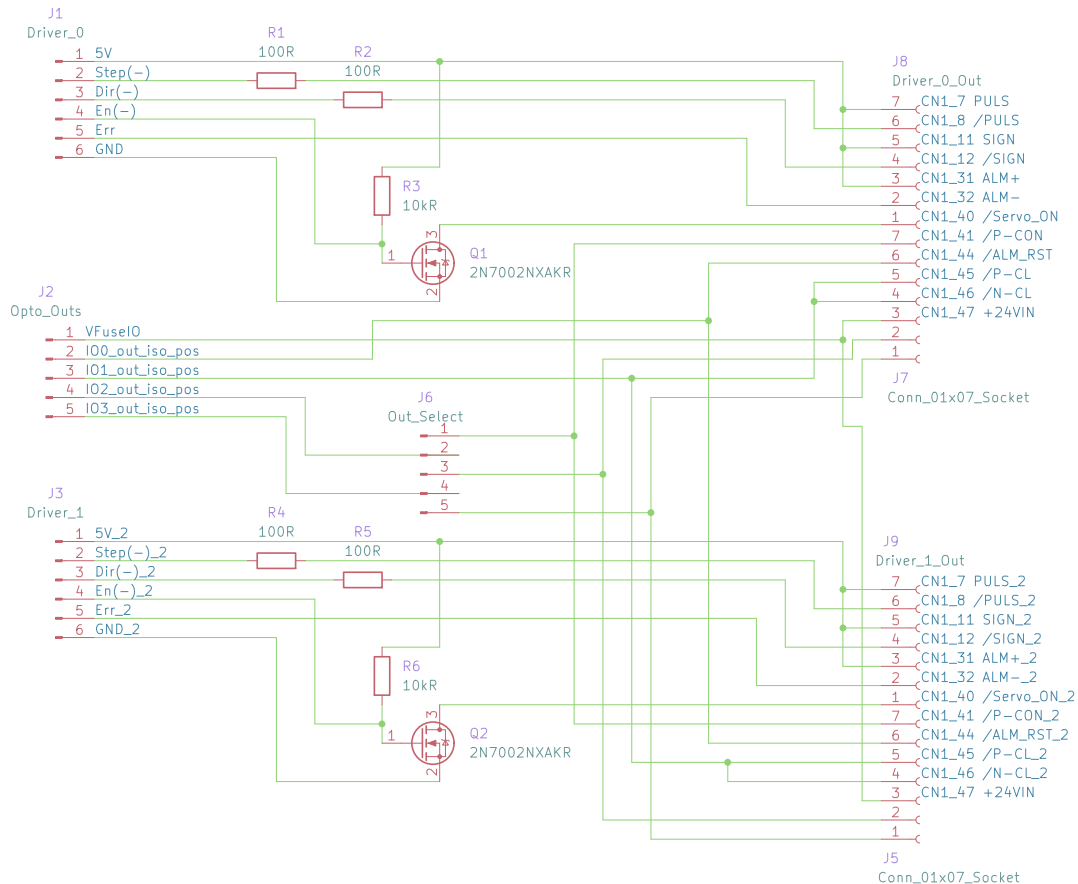 J1
Driver_0
1 5V
2 Step(-)
3 Dir(-)
4 En(-)
5 Err
6 GND
R1
100R
R2
100R
R3
10kR
Q1
2N7002NXAKR
1
3
2
J8
Driver_0_Out
7 CN1_7 PULS
6 CN1_8 /PULS
5 CN1_11 SIGN
4 CN1_12 /SIGN
3 CN1_31 ALM+
2 CN1_32 ALM-
1 CN1_40 /Servo_ON
7 CN1_41 /P-CON
6 CN1_44 /ALM_RST
5 CN1_45 /P-CL
4 CN1_46 /N-CL
3 CN1_47 +24VIN
2
1
J7
Conn_01x07_Socket
J2
Opto_Outs
1 VFuseIO
2 IO0_out_iso_pos
3 IO1_out_iso_pos
4 IO2_out_iso_pos
5 IO3_out_iso_pos
J6
Out_Select
1
2
3
4
5
J3
Driver_1
1 5V_2
2 Step(-)_2
3 Dir(-)_2
4 En(-)_2
5 Err_2
6 GND_2
R4
100R
R5
100R
R6
10kR
Q2
2N7002NXAKR
1
3
2
J9
Driver_1_Out
7 CN1_7 PULS_2
6 CN1_8 /PULS_2
5 CN1_11 SIGN_2
4 CN1_12 /SIGN_2
3 CN1_31 ALM+_2
2 CN1_32 ALM-_2
1 CN1_40 /Servo_ON_2
7 CN1_41 /P-CON_2
6 CN1_44 /ALM_RST_2
5 CN1_45 /P-CL_2
4 CN1_46 /N-CL_2
3 CN1_47 +24VIN
2
1
J5
Conn_01x07_Socket